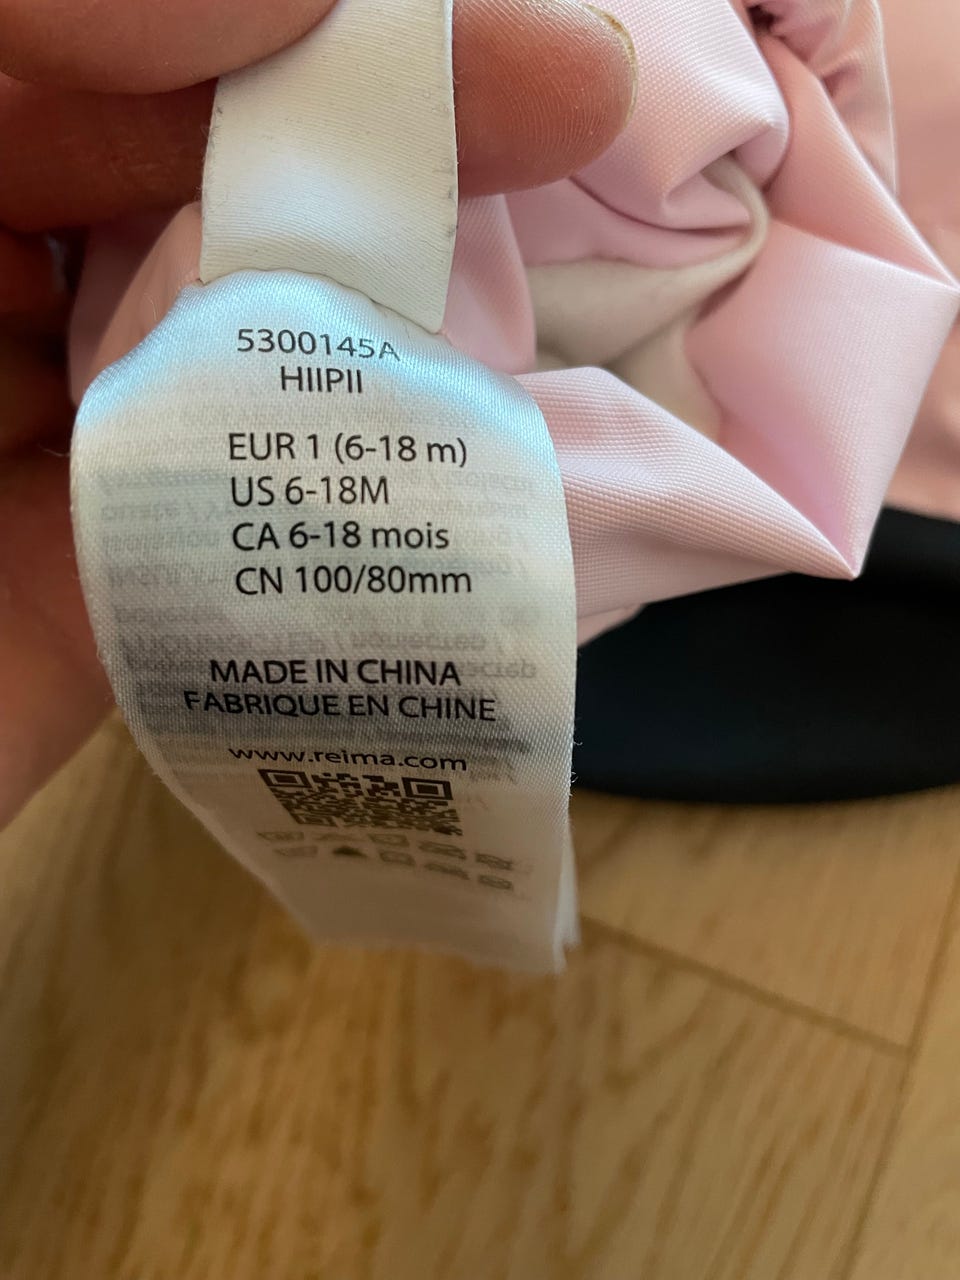 5300145A
HIIPII
EUR 1 (6-18 m)
US 6-18M
CA 6-18 mois
CN 100/80mm
MADE IN CHINA
FABRIQUE EN CHINE
www.reima.com